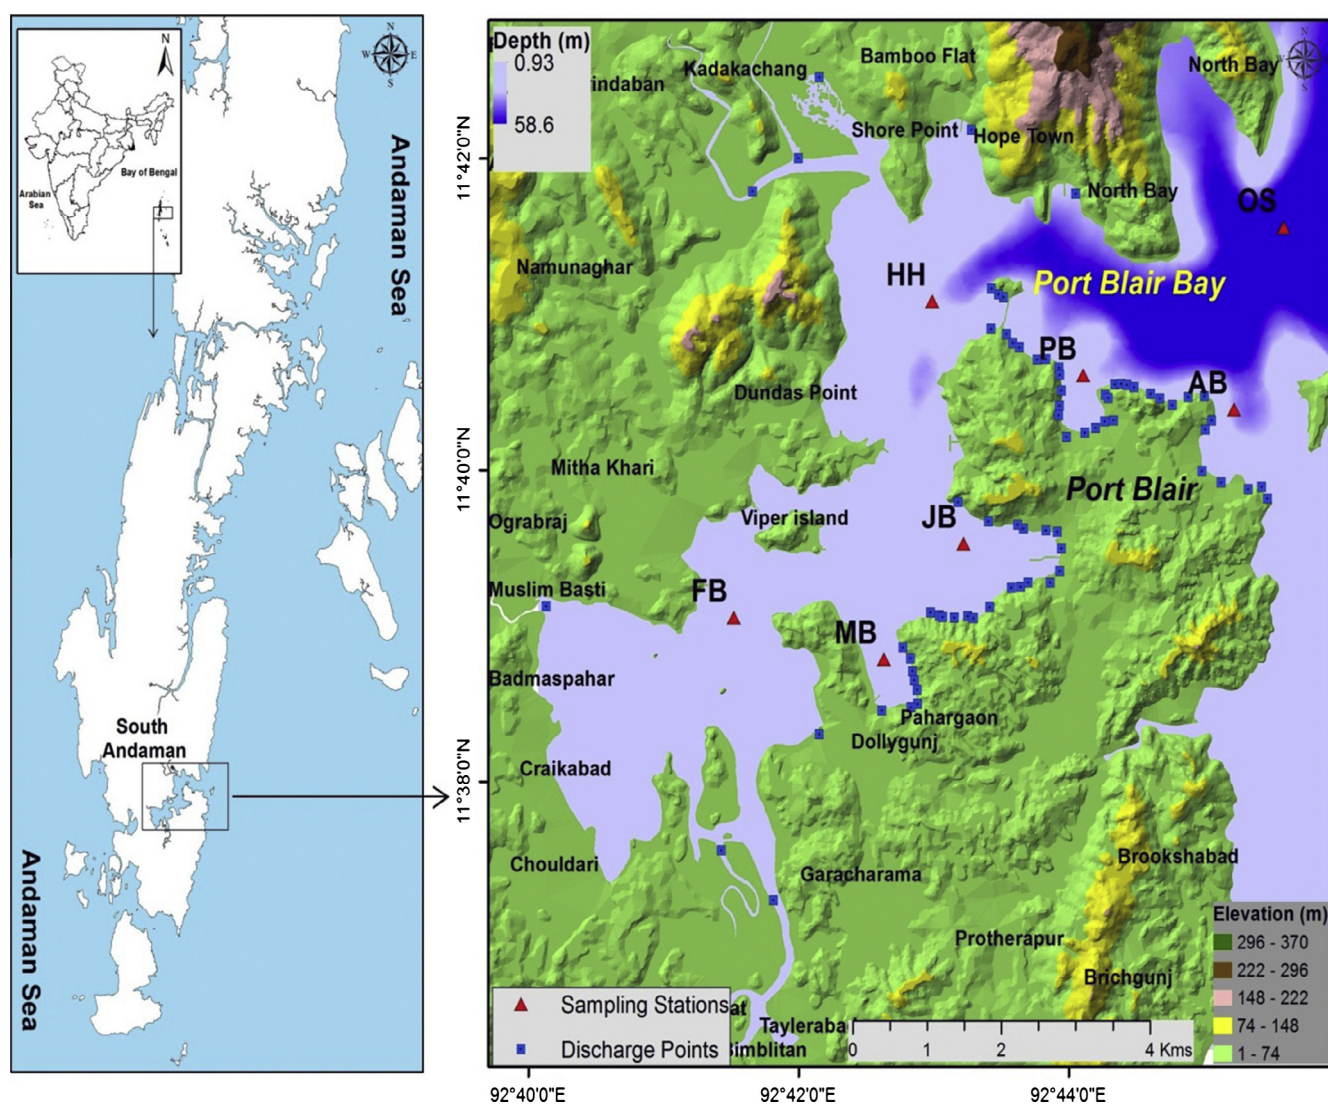 N
Bay of Bengal
Arabian
Sea
N
W E
S
Andaman Sea
South
Andaman
Andaman Sea
Depth (m)
0.93
58.6
Kadakachang
Bamboo Flat
North Bay
Shore Point
Hope Town
North Bay
OS
Namunaghar
HH
Port Blair Bay
PB
AB
Dundas Point
Mitha Khari
Port Blair
Ograbraj
Viper island
JB
Muslim Basti
FB
MB
Badmaspahar
Pahargaon
Dollygunj
Craikabad
Chouldari
Garacharama
Brookshabad
Protherapur
Brichgunj
Elevation (m)
296 - 370
222 - 296
148 - 222
74 - 148
1 - 74
Sampling Stations
Discharge Points
0 1 2 4 Kms
11°42'0"N
11°40'0"N
11°38'0"N
92°40'0"E
92°42'0"E
92°44'0"E